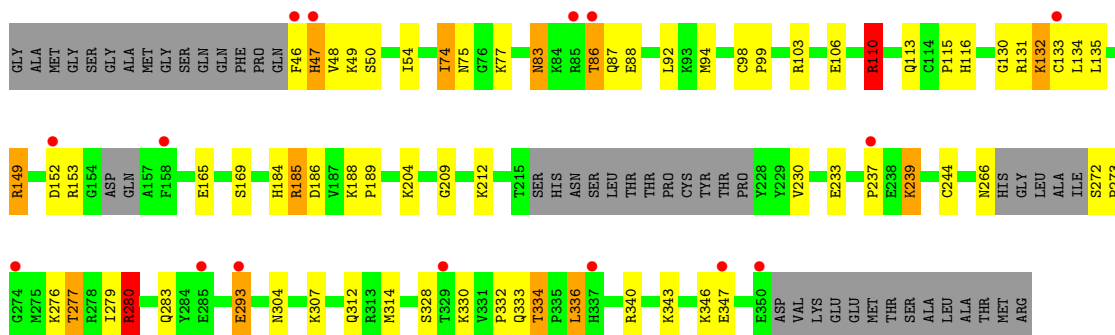 GLY ALA MET GLY SER GLY ALA MET GLY SER GLN GLN PHE PRO GLN F46 H47 V48 K49 S50 I54 I74 N75 G76 K77 N83 K84 R85 T86 Q87 E88 L92 K93 M94 C98 P99 R103 E106 R110 Q113 C114 P115 H116 G130 R131 K132 C133 L134 L135
R149 D152 R153 G154 ASP GLN A157 F158 E165 S169 H184 R185 D186 V187 K188 P189 K204 G209 K212 T215 SER HIS ASN SER LEU THR THR PRO CYS TYR THR PRO Y228 Y229 V230 E233 P237 E238 K239 C244 N266 HIS GLY LEU ALA ILE S272 P273
G274 M275 K276 T277 R278 I279 R280 Q283 Y284 E285 E293 N304 K307 Q312 R313 M314 S328 T329 K330 V331 P332 Q333 T334 P335 L336 H337 R340 K343 K346 E347 E350 ASP VAL LYS GLU GLU MET THR SER ALA LEU ALA THR MET ARG